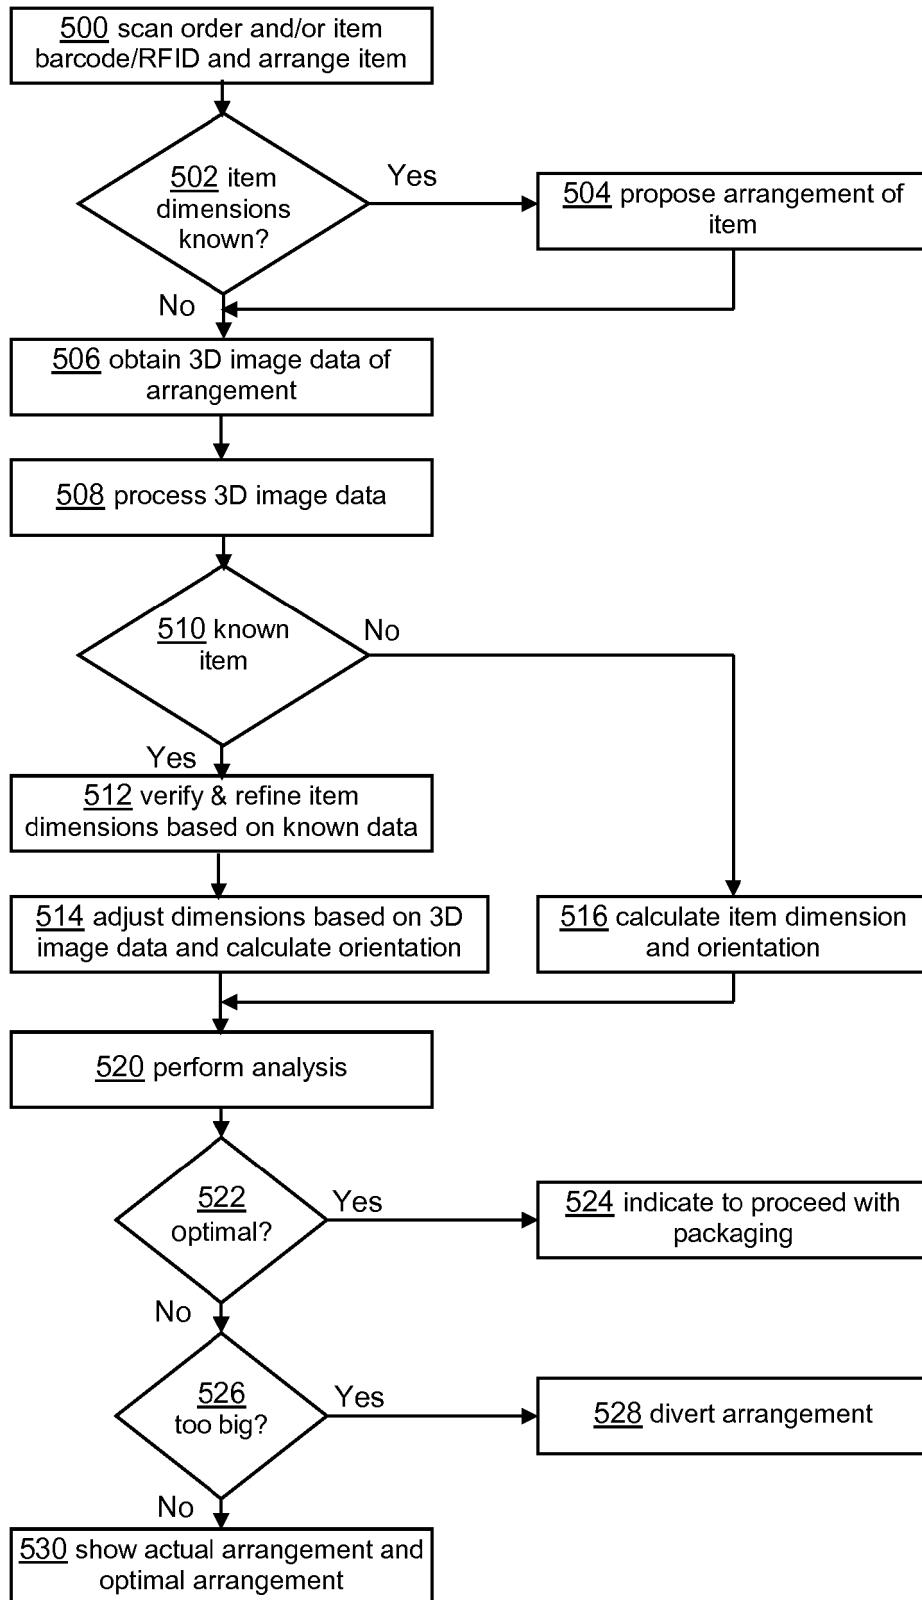 500 scan order and/or item
barcode/RFID and arrange item
502 item
dimensions
known?
Yes
504 propose arrangement of
item
No
506 obtain 3D image data of
arrangement
508 process 3D image data
510 known
item
No
Yes
512 verify & refine item
dimensions based on known data
514 adjust dimensions based on 3D
image data and calculate orientation
516 calculate item dimension
and orientation
520 perform analysis
522
optimal?
Yes
524 indicate to proceed with
packaging
No
526
too big?
Yes
528 divert arrangement
No
530 show actual arrangement and
optimal arrangement